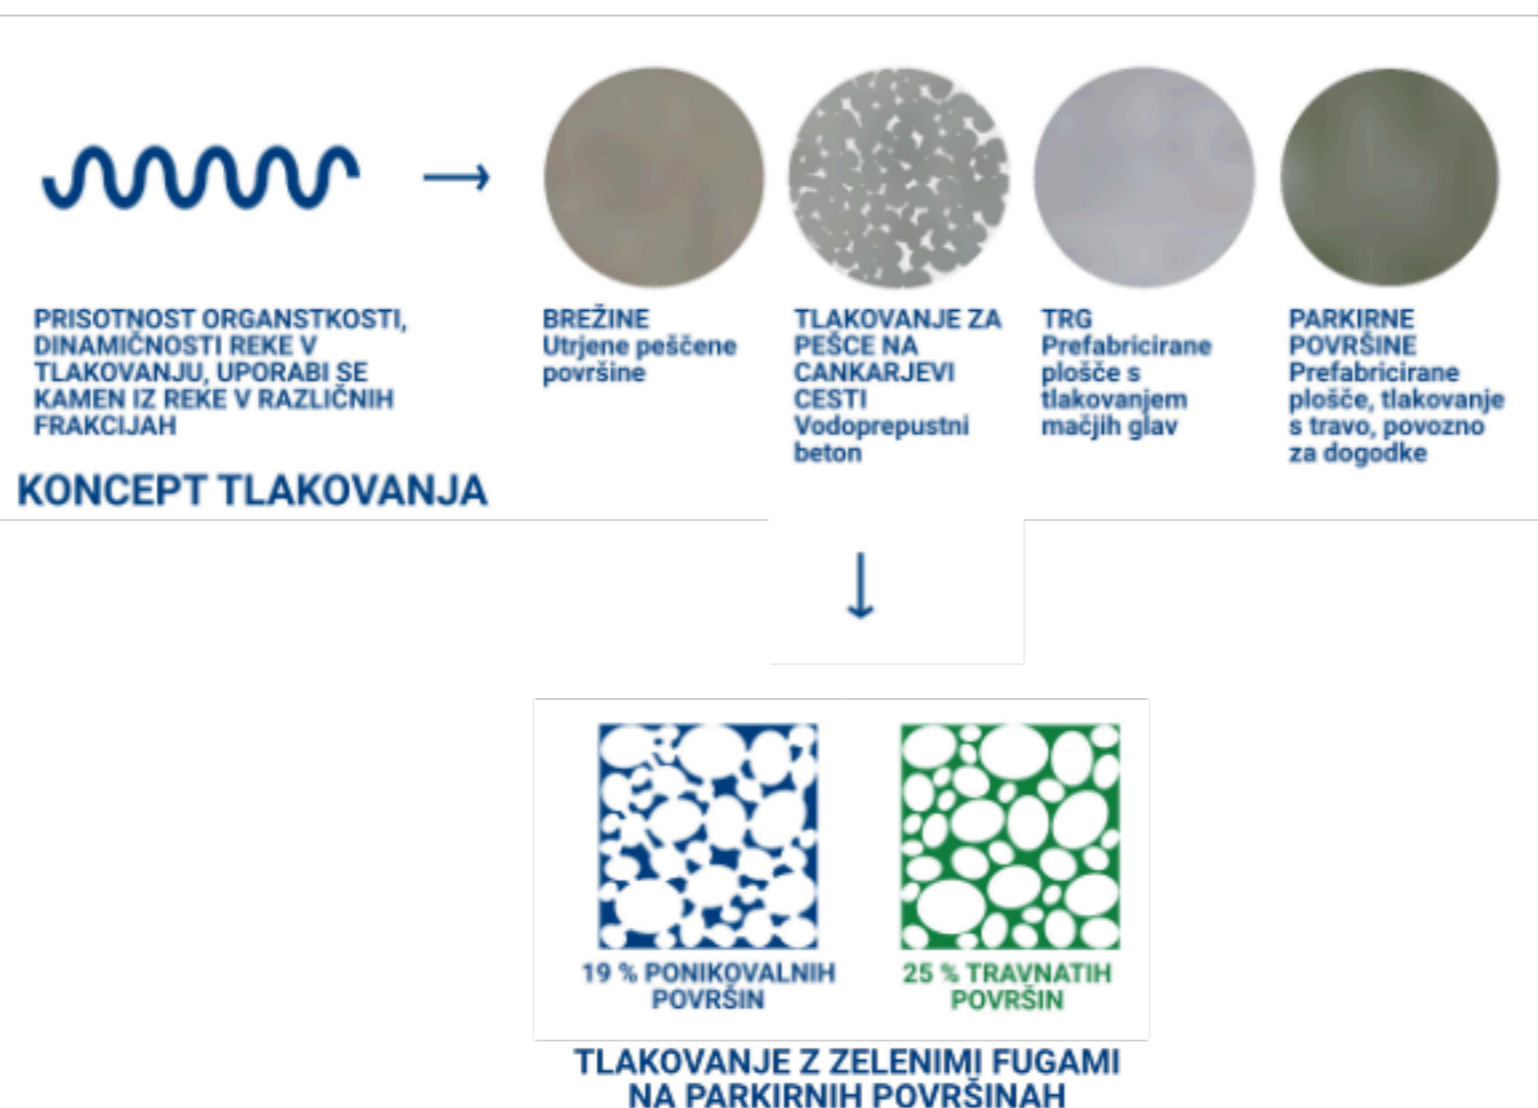 PRISOTNOST ORGANSTKOSTI,
DINAMIČNOSTI REKE V
TLAKOVANJU, UPORABI SE
KAMEN IZ REKE V RAZLIČNIH
FRAKCIJAH
KONCEPT TLAKOVANJA
BREŽINE
Utrjene peščene
površine
TLAKOVANJE ZA
PEŠCE NA
CANKARJEVI
CESTI
Vodoprepustni
beton
TRG
Prefabricirane
plošče s
tlakovanjem
mačjih glav
PARKIRNE
POVRŠINE
Prefabricirane
plošče, tlakovanje
s travo, povozno
za dogodke
19 % PONIKOVALNIH
POVRŠIN
25 % TRAVNATIH
POVRŠIN
TLAKOVANJE Z ZELENIMI FUGAMI
NA PARKIRNIH POVRŠINAH